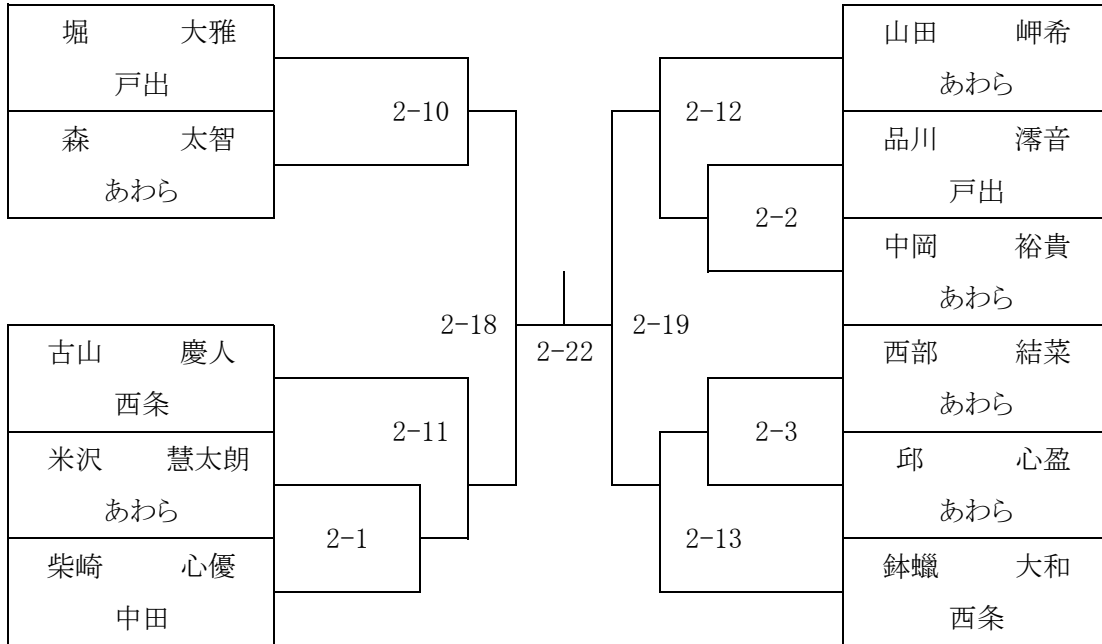 堀 大雅
戸出
森 太智
あわら
古山 慶人
西条
米沢 慧太朗
あわら
柴崎 心優
中田
2-10
2-11
2-1
2-18
2-22
2-19
2-12
2-2
2-3
2-13
山田 岬希
あわら
品川 澪音
戸出
中岡 裕貴
あわら
西部 結菜
あわら
邱 心盈
あわら
鉢蠟 大和
西条